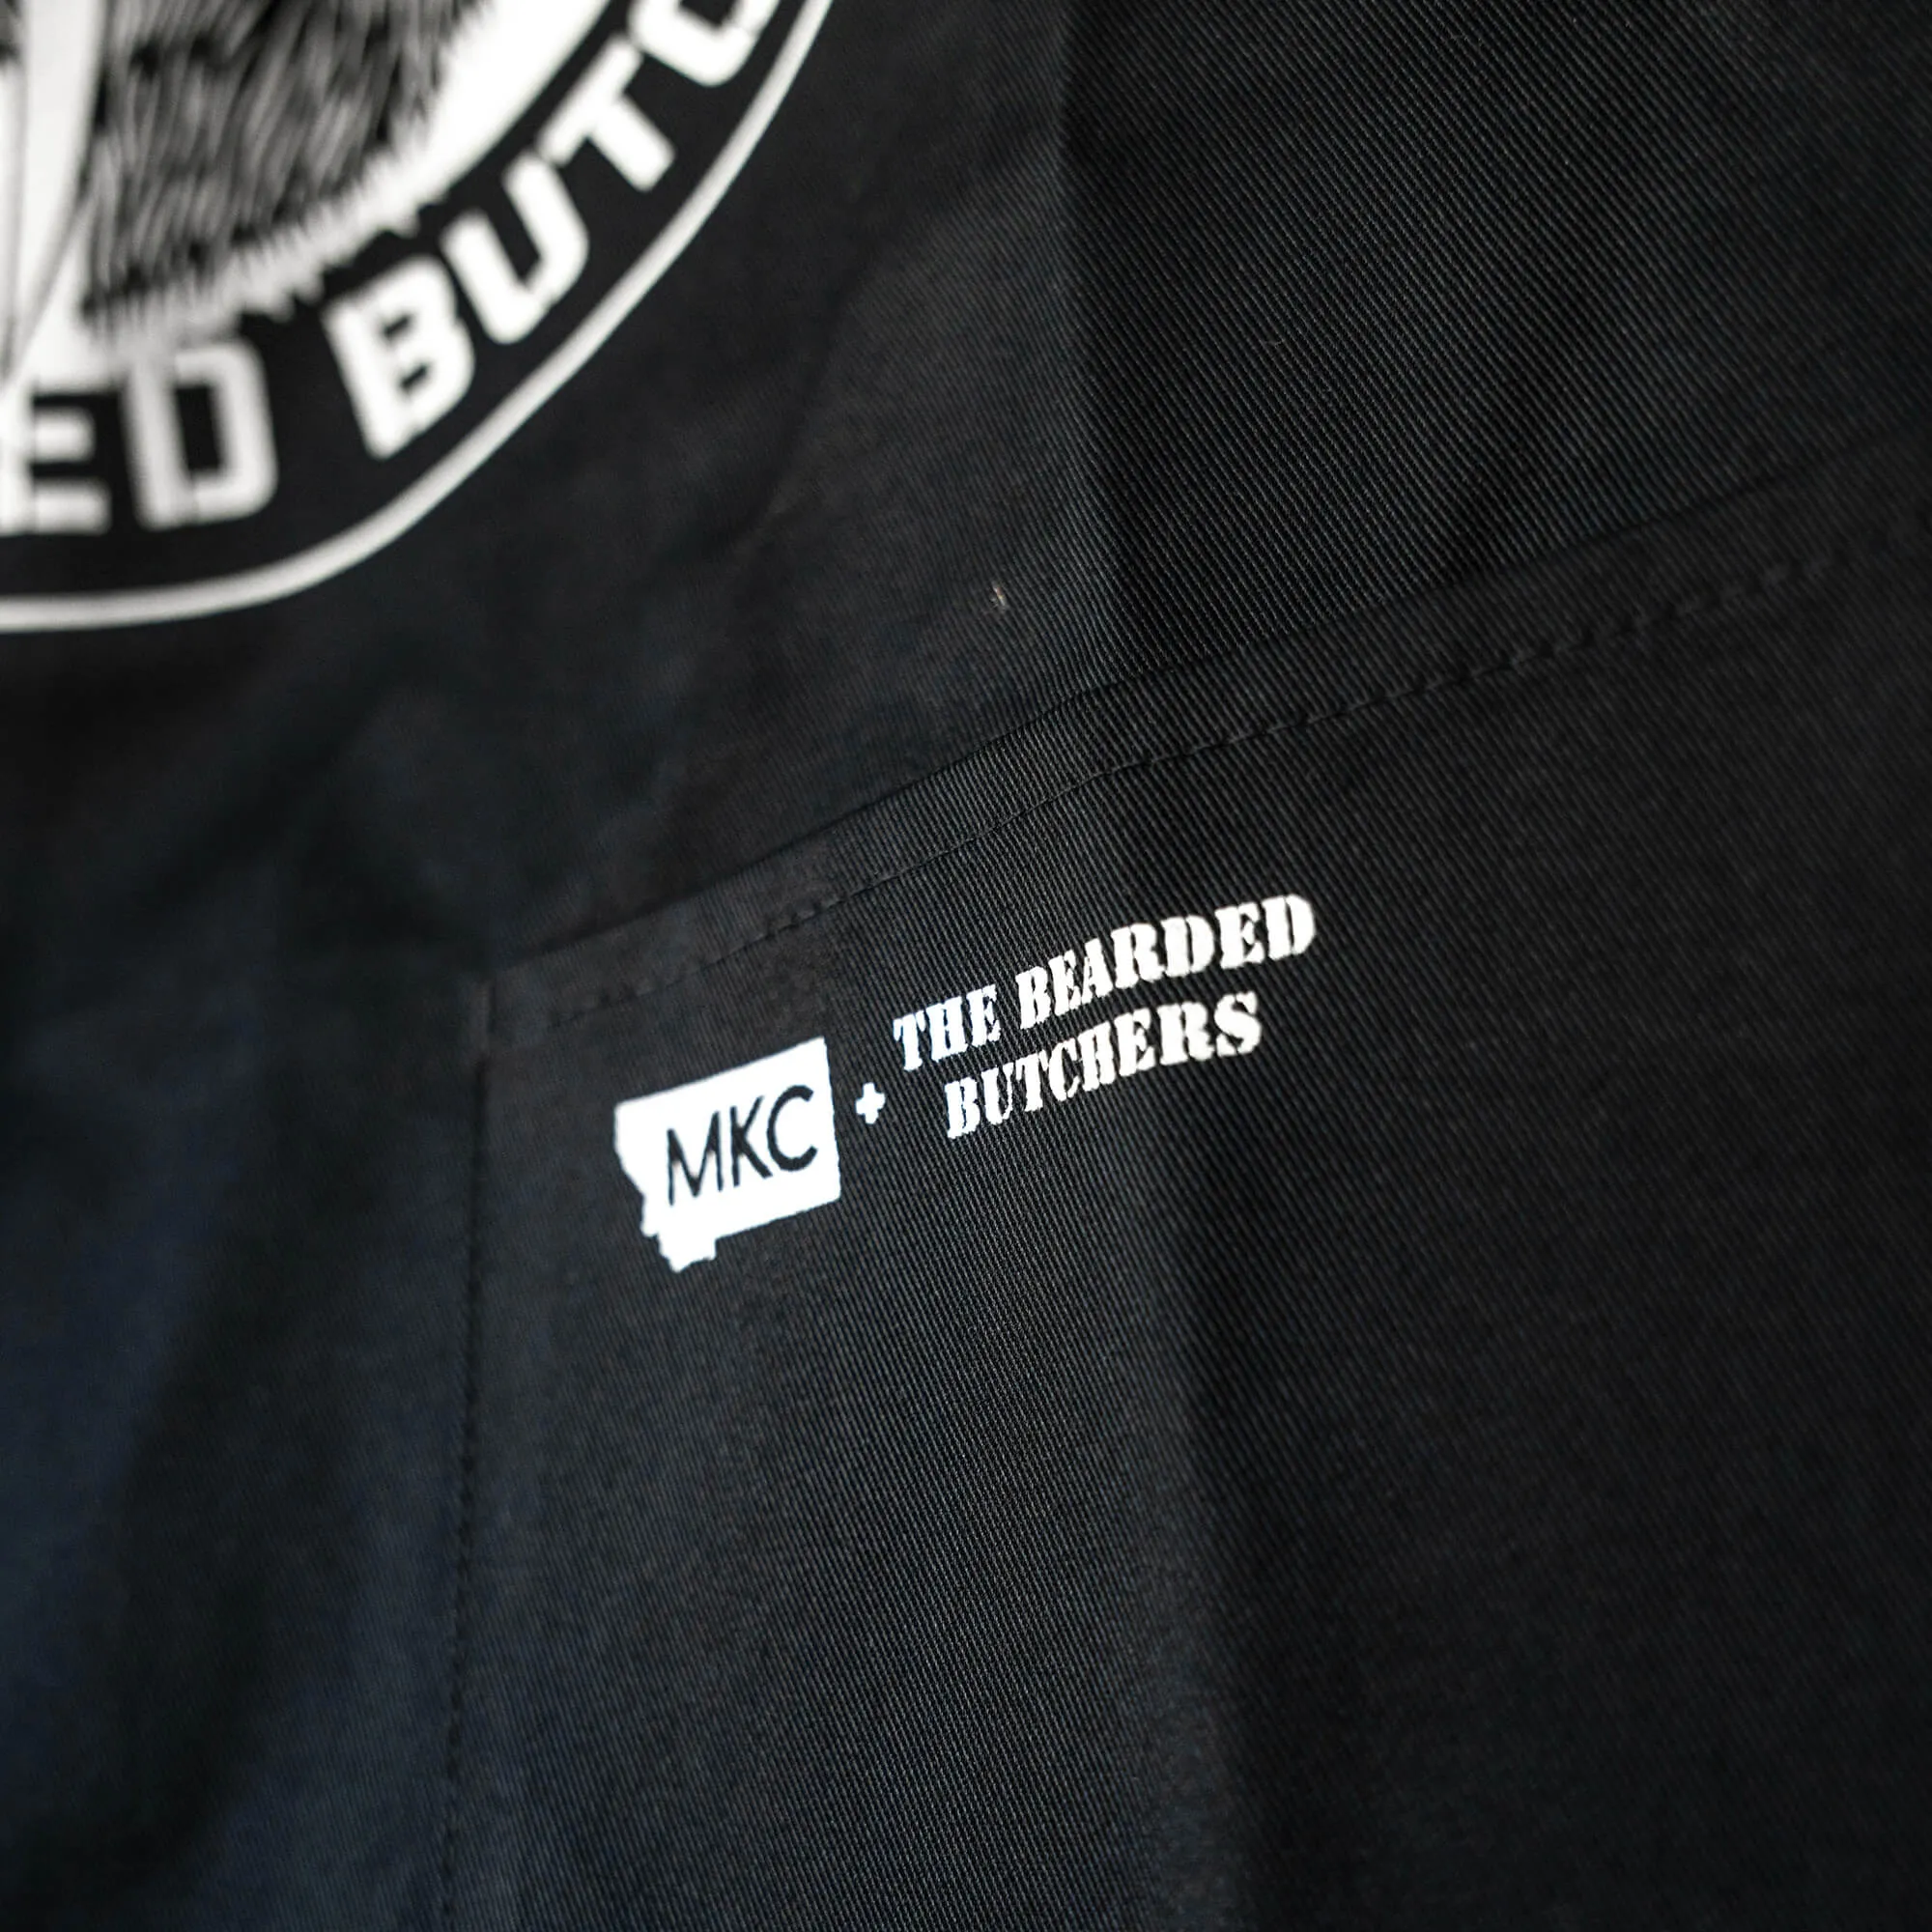 ED BUTC
MKC + THE BEARDED
BUTCHERS